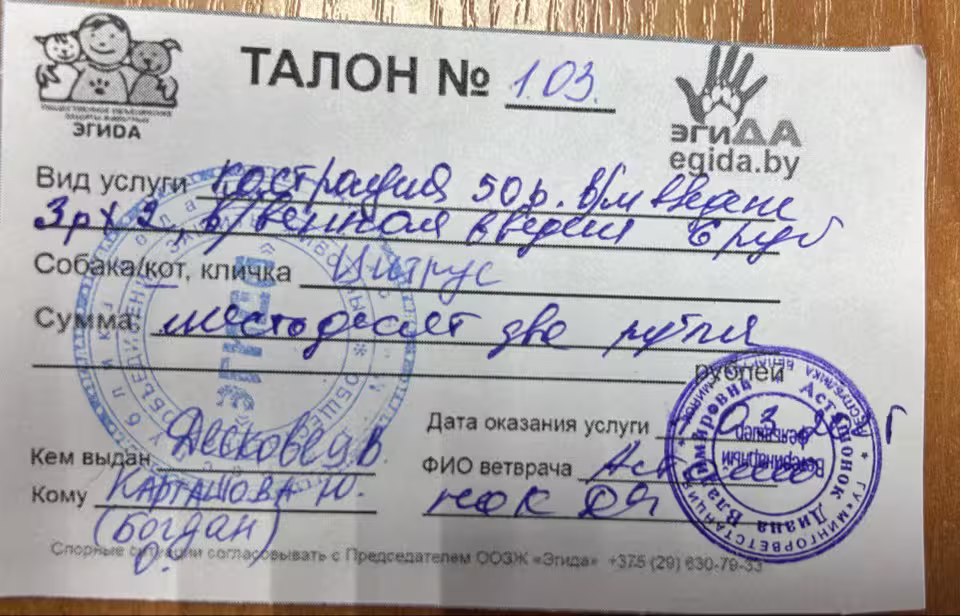 ТАЛОН № 1.03.
ЭГИДА
эгиДА
egida.by
Вид услуги кастрация 50р. в/м введение
3р х 2, в/венная введен 6 руб
Собака/кот, кличка Цитрус
Сумма: шестьдесят две рубля
рублей
Дата оказания услуги 03
Кем выдан
ФИО ветврача
Кому Карташова Ю.
(Богдан)
Спорные ситуации согласовывать с Председателем ООЗЖ «Эгида» +375 (29) 630-79-33